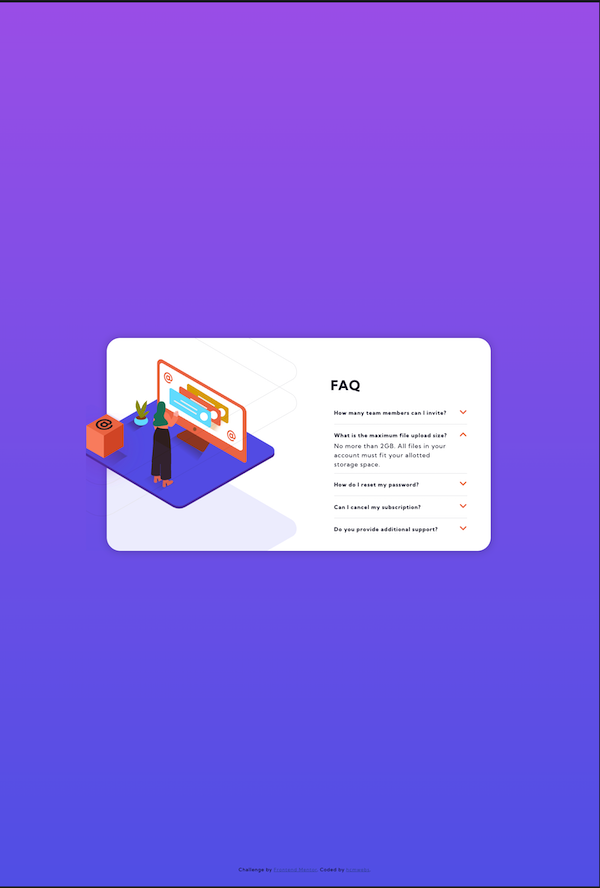 FAQ
How many team members can I invite?
What is the maximum file upload size?
No more than 2GB. All files in your
account must fit your allotted
storage space.
How do I reset my password?
Can I cancel my subscription?
Do you provide additional support?
Challenge by Coded by